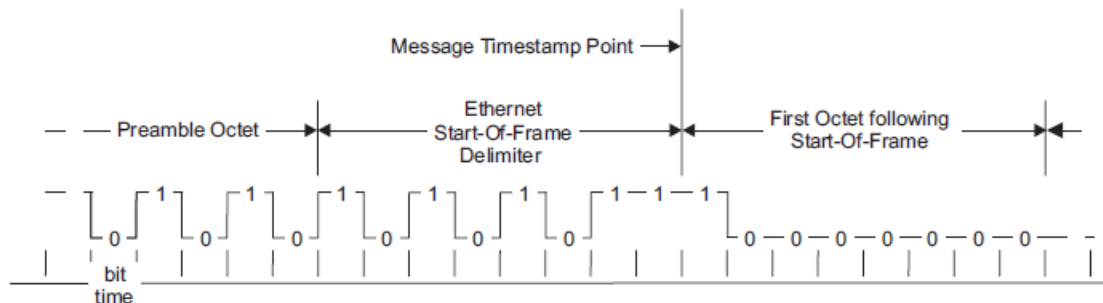 Message Timestamp Point
Preamble Octet
Ethernet
Start-Of-Frame
Delimiter
First Octet following
Start-Of-Frame
1 1 1 1 1 1 1 1
0 0 0 0 0 0 0 0 0 0 0 0 0
bit
time